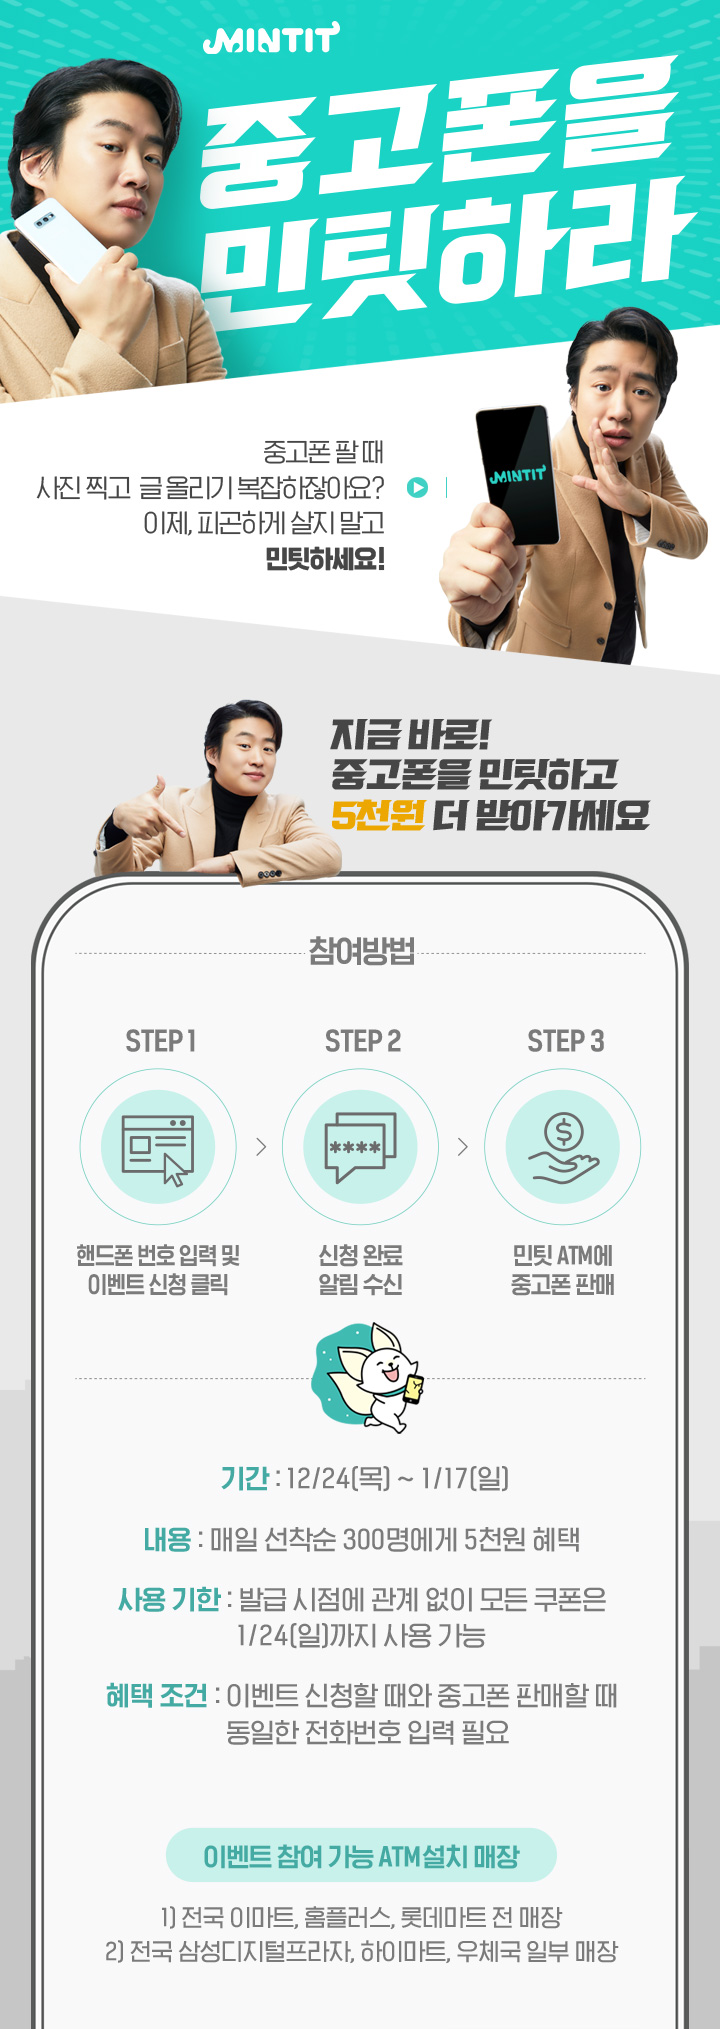 MINTIT
중고폰을
민팃하라
중고폰 팔 때
사진 찍고 글 올리기 복잡하잖아요?
이제, 피곤하게 살지 말고
민팃하세요!
MINTIT
지금 바로!
중고폰을 민팃하고
5천원 더 받아가세요
참여방법
STEP 1
STEP 2
STEP 3
****
$
핸드폰 번호 입력 및
이벤트 신청 클릭
신청 완료
알림 수신
민팃 ATM에
중고폰 판매
기간 : 12/24(목) ~ 1/17(일)
내용 : 매일 선착순 300명에게 5천원 혜택
사용 기한 : 발급 시점에 관계 없이 모든 쿠폰은
1/24(일)까지 사용 가능
혜택 조건 : 이벤트 신청할 때와 중고폰 판매할 때
동일한 전화번호 입력 필요
이벤트 참여 가능 ATM 설치 매장
1) 전국 이마트, 홈플러스, 롯데마트 전 매장
2) 전국 삼성디지털프라자, 하이마트, 우체국 일부 매장